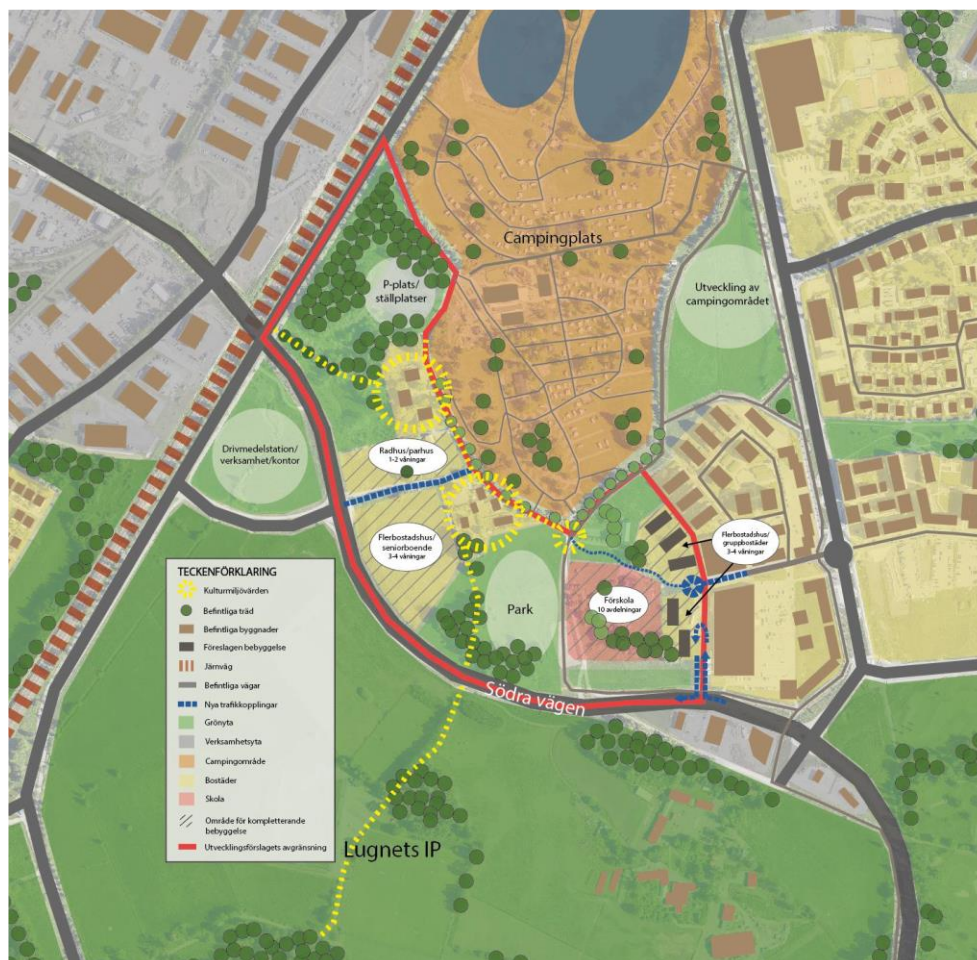 Campingplats
P-plats/
ställplatser
Utveckling av
campingområdet
Drivmedelstation/
verksamhet/kontor
Radhus/parhus
1-2 våningar
Flerbostadshus/
seniorboende
3-4 våningar
Flerbostadshus/
gruppbostäder
3-4 våningar
Förskola
10 avdelningar
Park
Södra vägen
Lugnets IP
TECKENFÖRKLARING
Kulturmiljövärden
Befintliga träd
Befintliga byggnader
Föreslagen bebyggelse
Järnväg
Befintliga vägar
Nya trafikkopplingar
Grönyta
Verksamhetsyta
Campingområde
Bostäder
Skola
Område för kompletterande
bebyggelse
Utvecklingsförslagets avgränsning